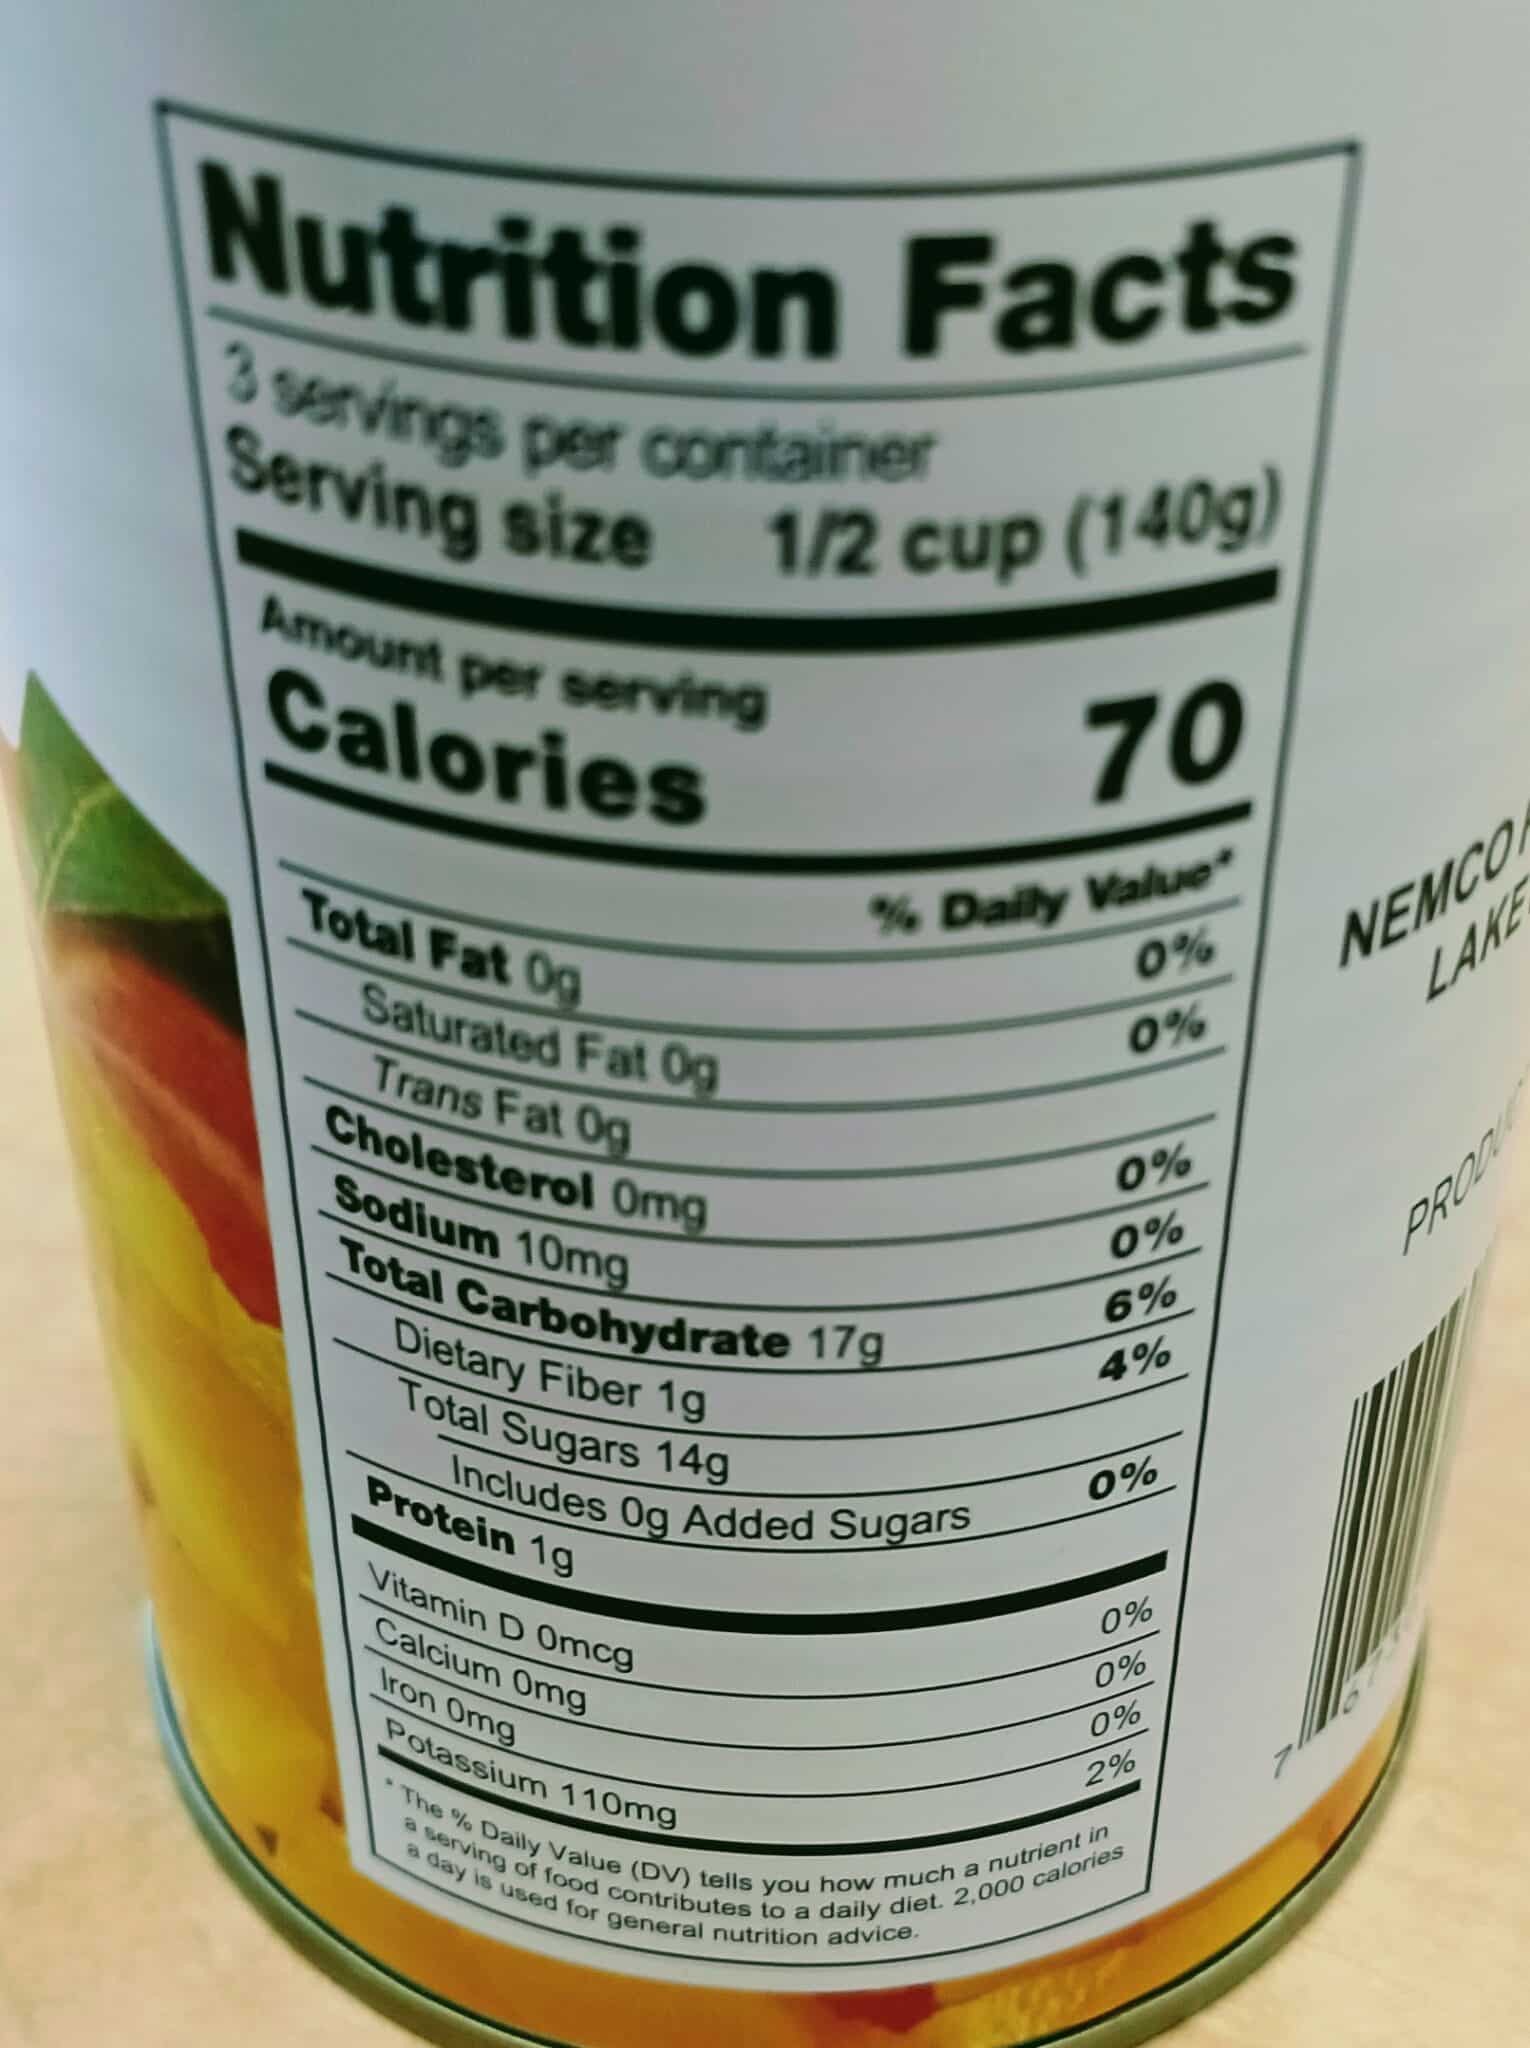 Nutrition Facts
3 servings per container
Serving size 1/2 cup (140g)
Amount per serving
Calories 70
% Daily Value*
Total Fat 0g 0%
Saturated Fat 0g 0%
Trans Fat 0g
Cholesterol 0mg 0%
Sodium 10mg 0%
Total Carbohydrate 17g 6%
Dietary Fiber 1g 4%
Total Sugars 14g
Includes 0g Added Sugars 0%
Protein 1g
Vitamin D 0mcg 0%
Calcium 0mg 0%
Iron 0mg 0%
Potassium 110mg 2%
* The % Daily Value (DV) tells you how much a nutrient in
a serving of food contributes to a daily diet. 2,000 calories
a day is used for general nutrition advice.
NEMCO
LAKE
PRODU
7